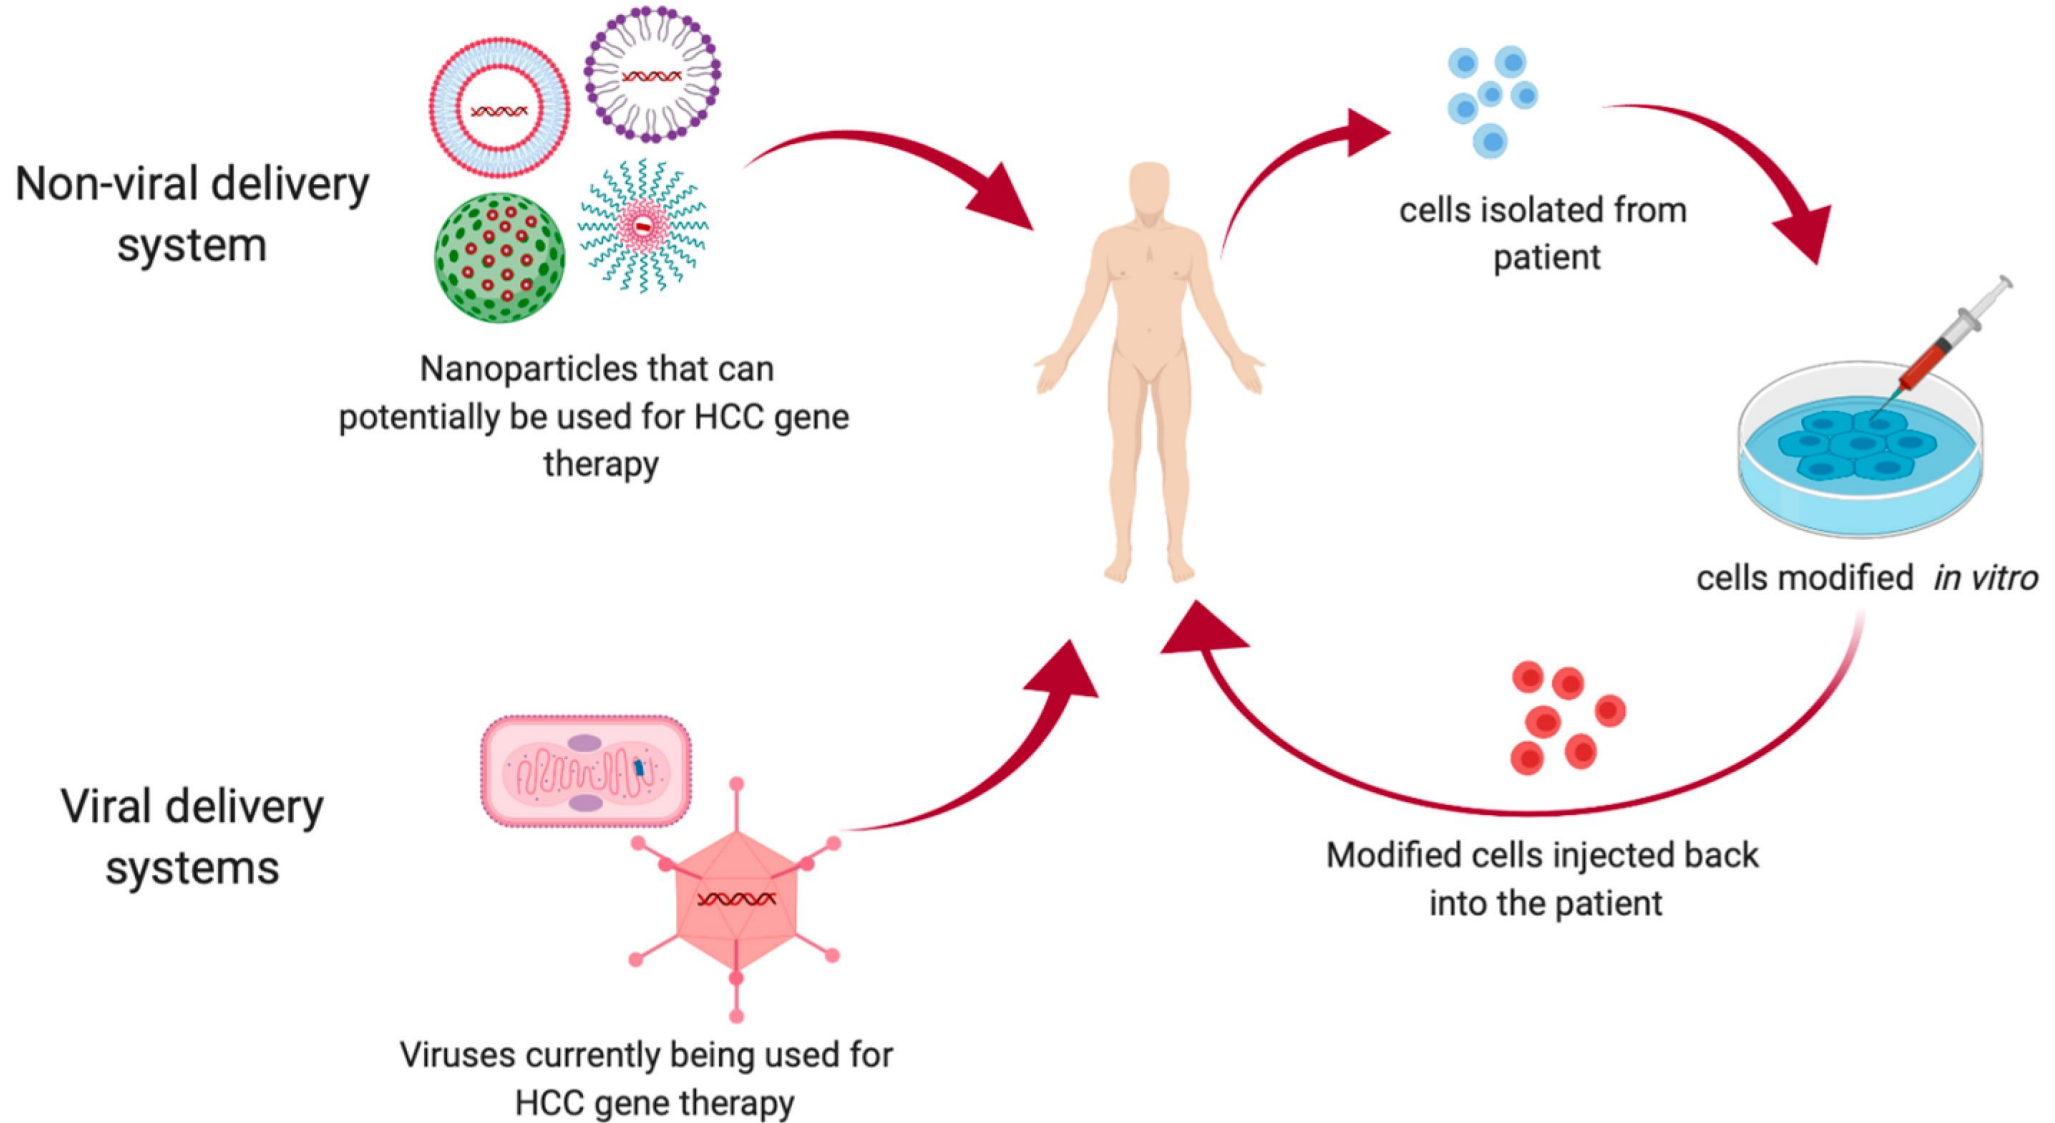 Non-viral delivery
system
Nanoparticles that can
potentially be used for HCC gene
therapy
cells isolated from
patient
cells modified in vitro
Modified cells injected back
into the patient
Viral delivery
systems
Viruses currently being used for
HCC gene therapy